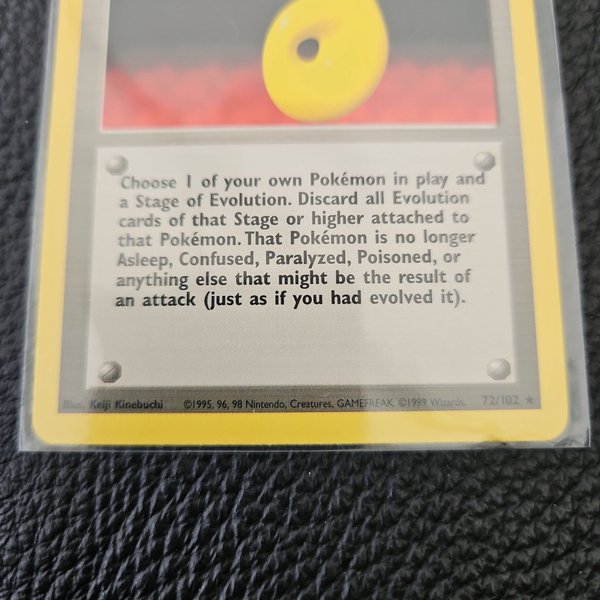 Choose 1 of your own Pokémon in play and
a Stage of Evolution. Discard all Evolution
cards of that Stage or higher attached to
that Pokémon. That Pokémon is no longer
Asleep, Confused, Paralyzed, Poisoned, or
anything else that might be the result of
an attack (just as if you had evolved it).
Illus. Keiji Kinebuchi ©1995, 96, 98 Nintendo, Creatures, GAMEFREAK. ©1999 Wizards. 72/102 ★